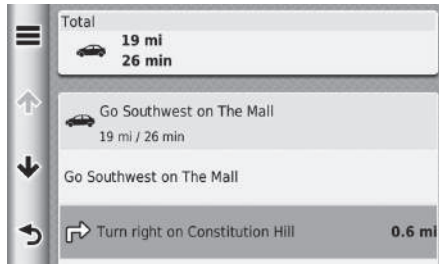 Total
19 mi
26 min
Go Southwest on The Mall
19 mi / 26 min
Go Southwest on The Mall
Turn right on Constitution Hill 0.6 mi